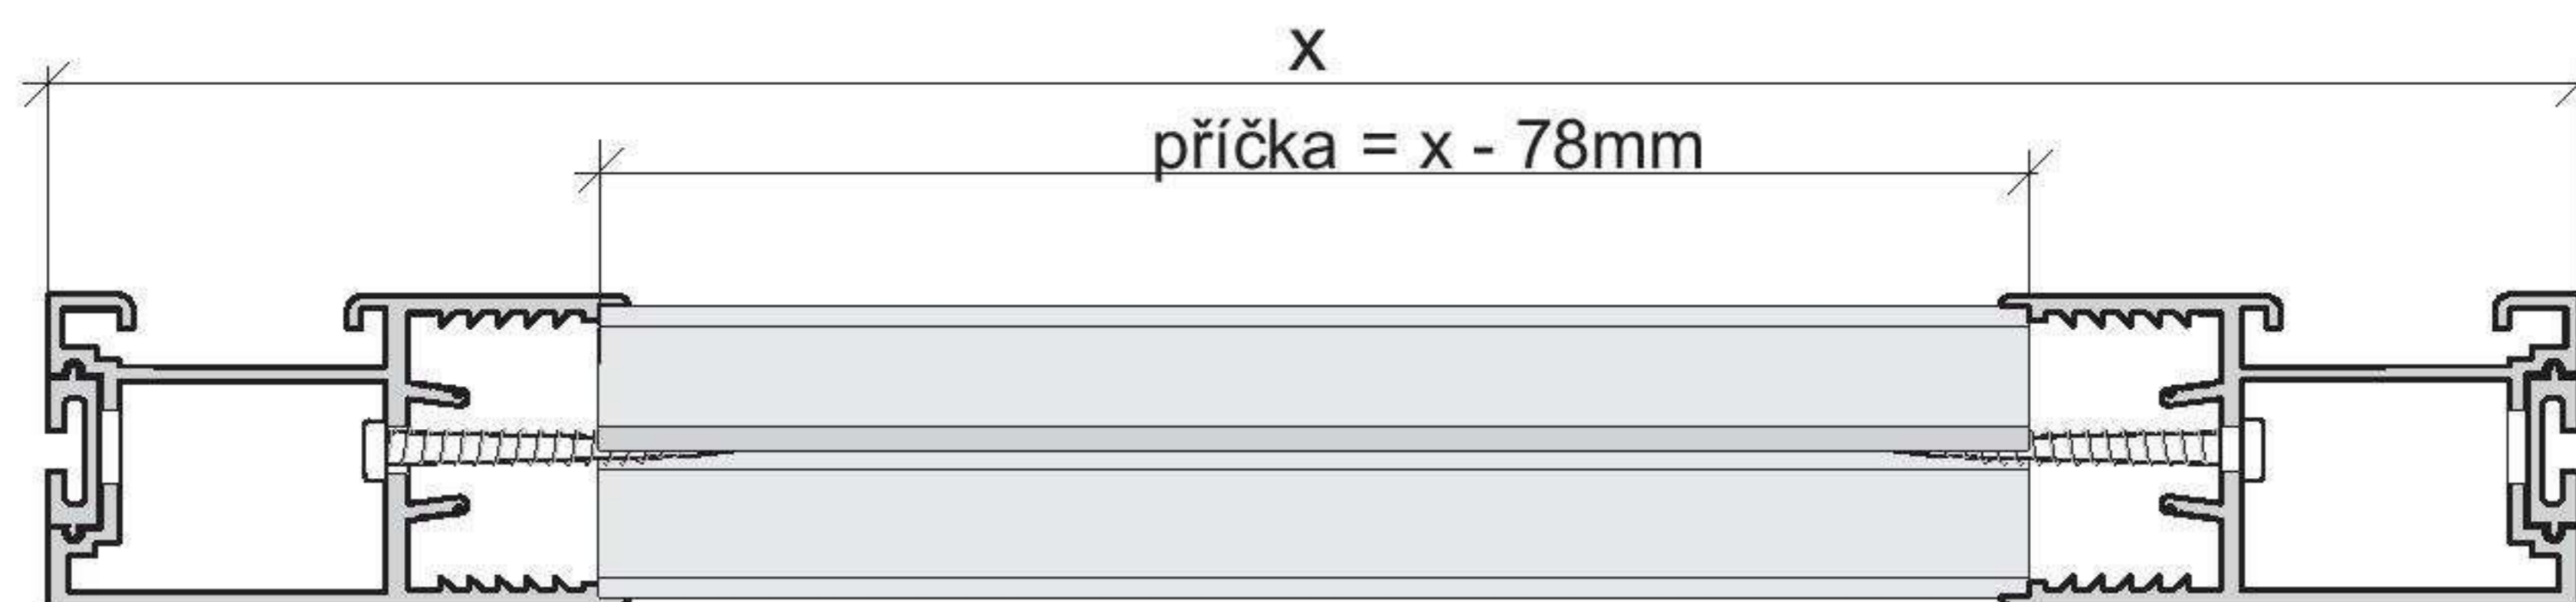 x
příčka = x - 78mm